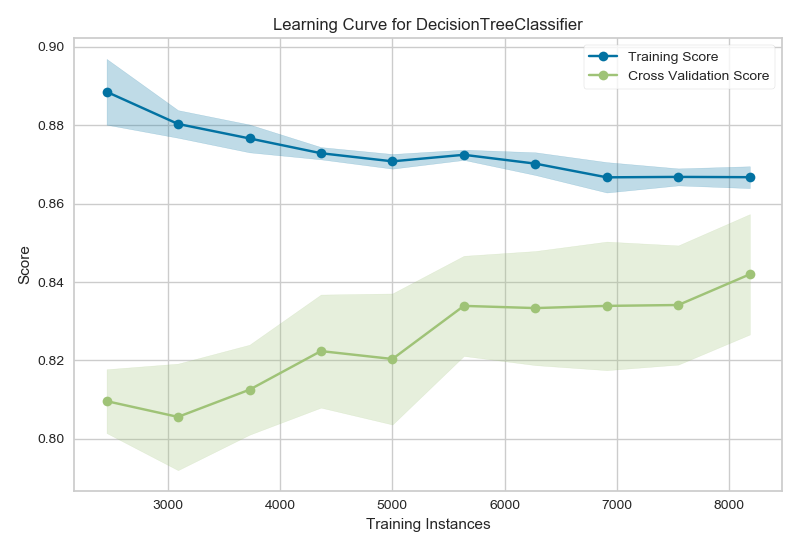 Learning Curve for DecisionTreeClassifier
Training Score
Cross Validation Score
0.90
0.88
0.86
0.84
0.82
0.80
Score
3000 4000 5000 6000 7000 8000
Training Instances